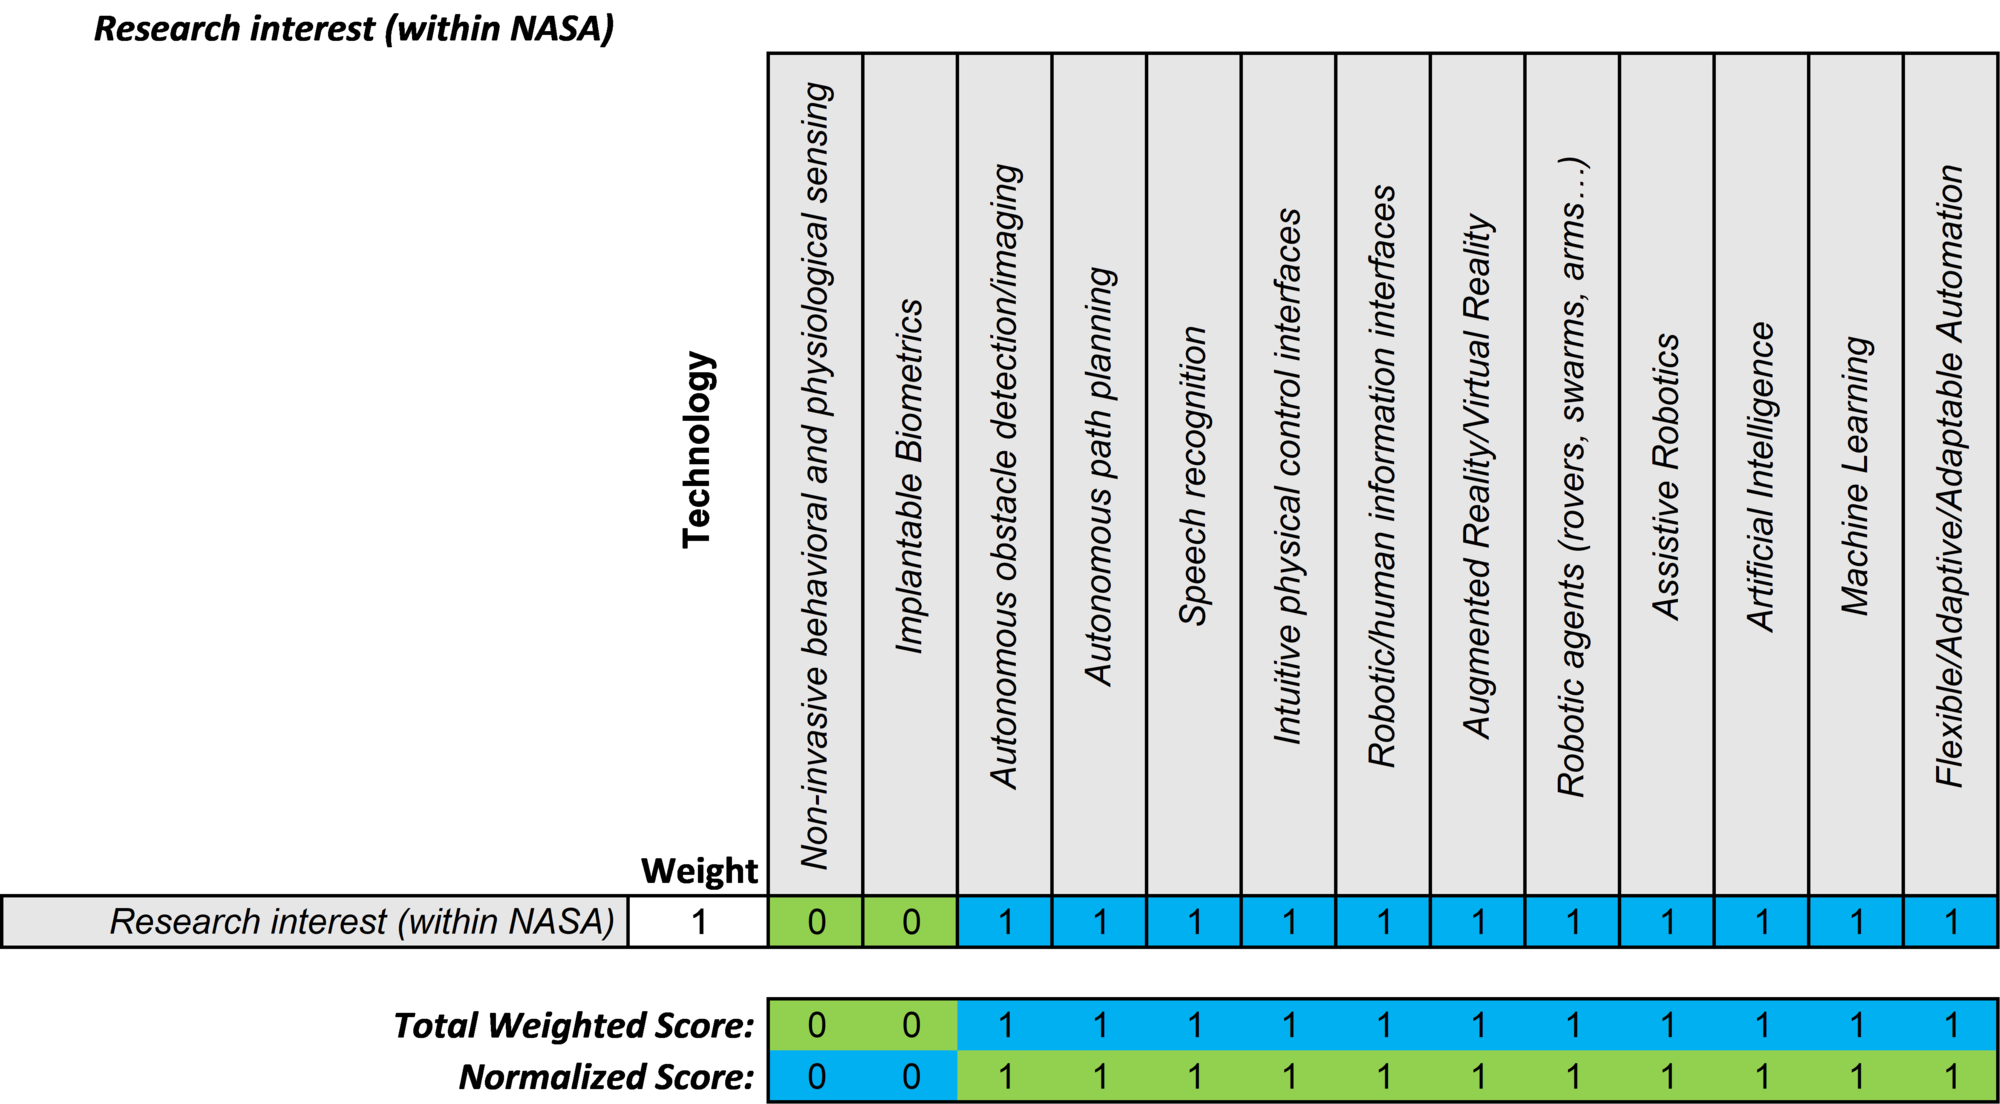 Research interest (within NASA)
Technology
Non-invasive behavioral and physiological sensing
Implantable Biometrics
Autonomous obstacle detection/imaging
Autonomous path planning
Speech recognition
Intuitive physical control interfaces
Robotic/human information interfaces
Augmented Reality/Virtual Reality
Robotic agents (rovers, swarms, arms…)
Assistive Robotics
Artificial Intelligence
Machine Learning
Flexible/Adaptive/Adaptable Automation
Weight
Research interest (within NASA) 1 0 0 1 1 1 1 1 1 1 1 1 1 1
Total Weighted Score: 0 0 1 1 1 1 1 1 1 1 1 1 1
Normalized Score: 0 0 1 1 1 1 1 1 1 1 1 1 1